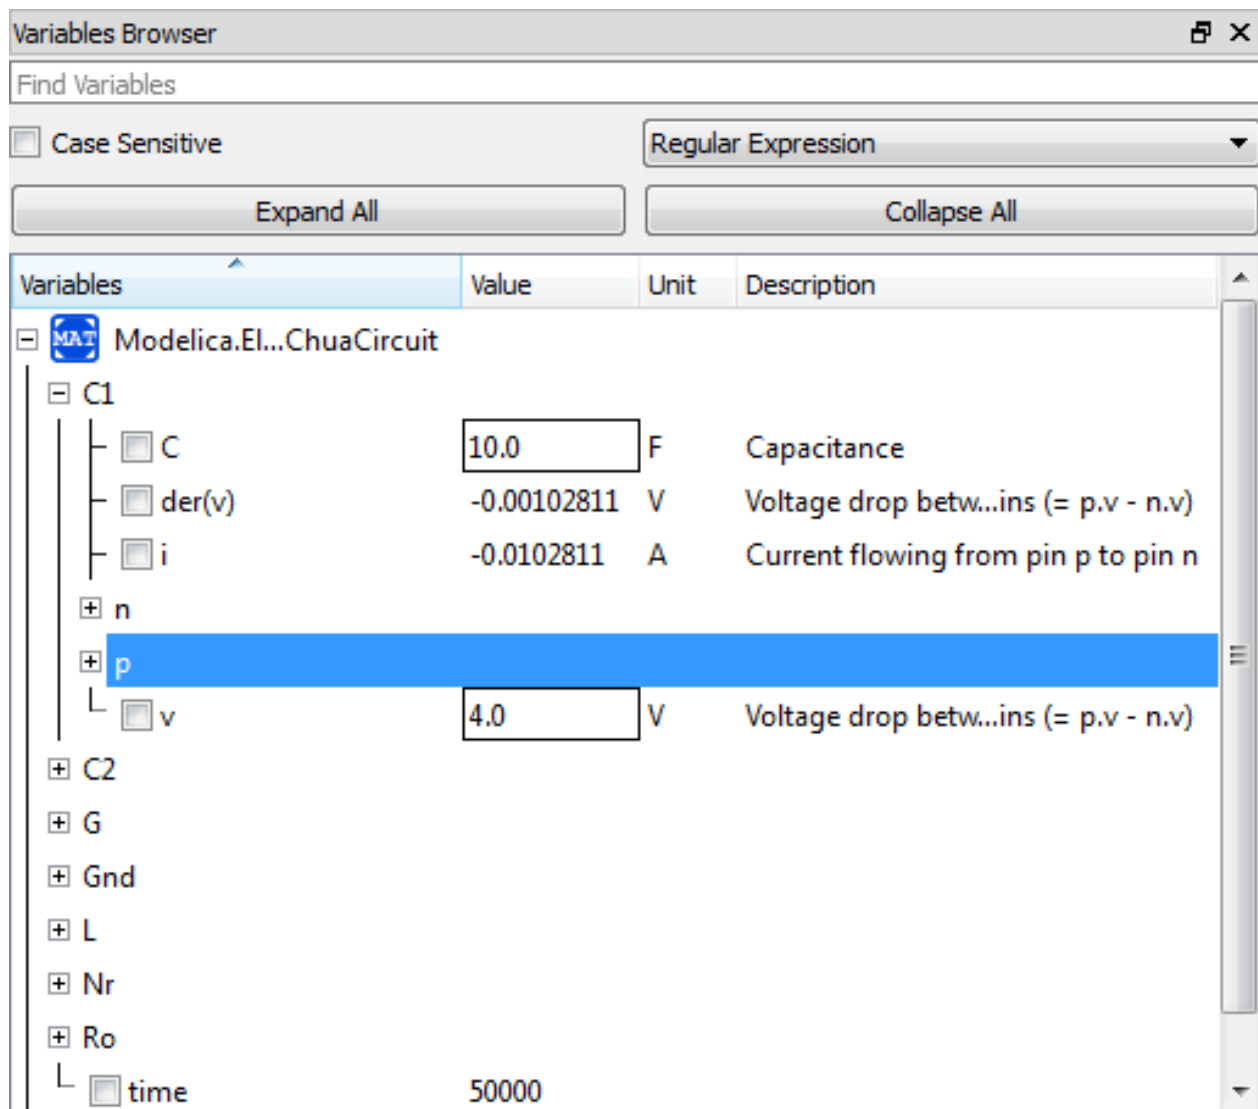 Variables Browser
Find Variables
Case Sensitive Regular Expression
Expand All Collapse All
Variables Value Unit Description
MAT Modelica.El...ChuaCircuit
C1
C 10.0 F Capacitance
der(v) -0.00102811 V Voltage drop betw...ins (= p.v - n.v)
i -0.0102811 A Current flowing from pin p to pin n
n
p
v 4.0 V Voltage drop betw...ins (= p.v - n.v)
C2
G
Gnd
L
Nr
Ro
time 50000